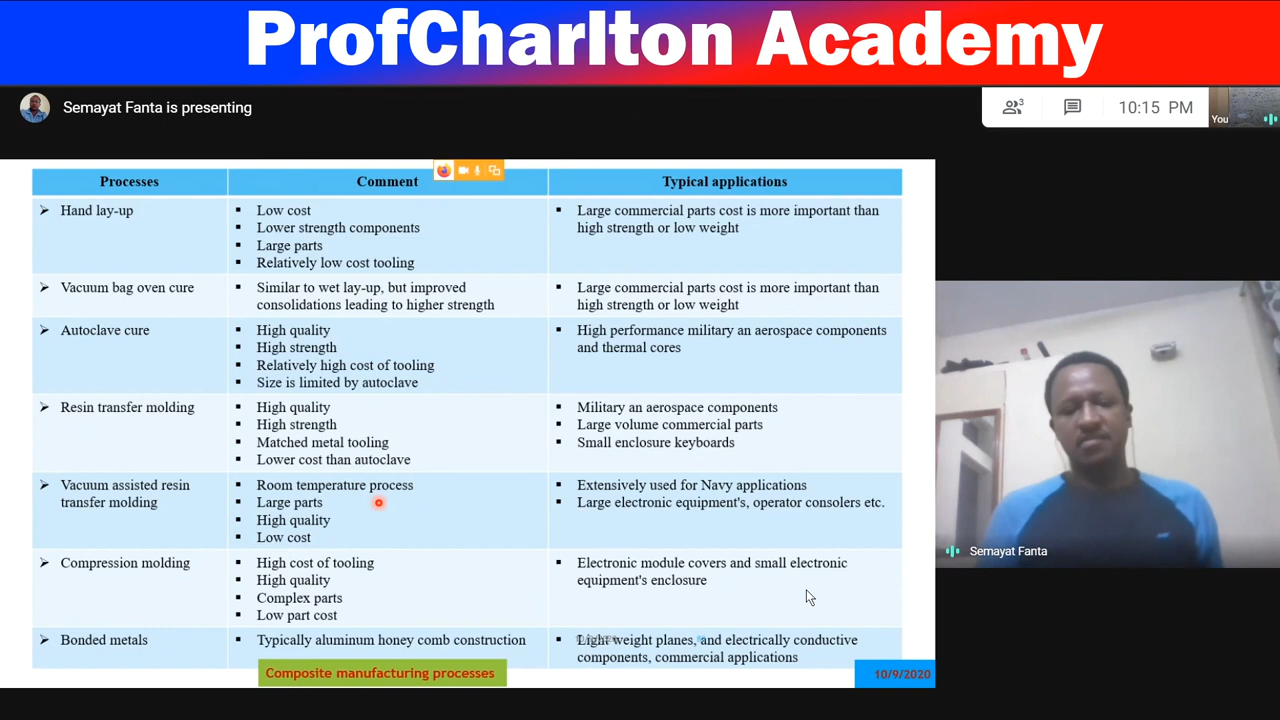 ProfCharlton Academy
Semayat Fanta is presenting
3
10:15 PM
You
Processes
Comment
Typical applications
Hand lay-up
Low cost
Lower strength components
Large parts
Relatively low cost tooling
Large commercial parts cost is more important than
high strength or low weight
Vacuum bag oven cure
Similar to wet lay-up, but improved
consolidations leading to higher strength
Large commercial parts cost is more important than
high strength or low weight
Autoclave cure
High quality
High strength
Relatively high cost of tooling
Size is limited by autoclave
High performance military an aerospace components
and thermal cores
Resin transfer molding
High quality
High strength
Matched metal tooling
Lower cost than autoclave
Military an aerospace components
Large volume commercial parts
Small enclosure keyboards
Vacuum assisted resin
transfer molding
Room temperature process
Large parts
High quality
Low cost
Extensively used for Navy applications
Large electronic equipment's, operator consolers etc.
Compression molding
High cost of tooling
High quality
Complex parts
Low part cost
Electronic module covers and small electronic
equipment's enclosure
Bonded metals
Typically aluminum honey comb construction
Light weight planes, and electrically conductive
components, commercial applications
Composite manufacturing processes
10/9/2020
Semayat Fanta